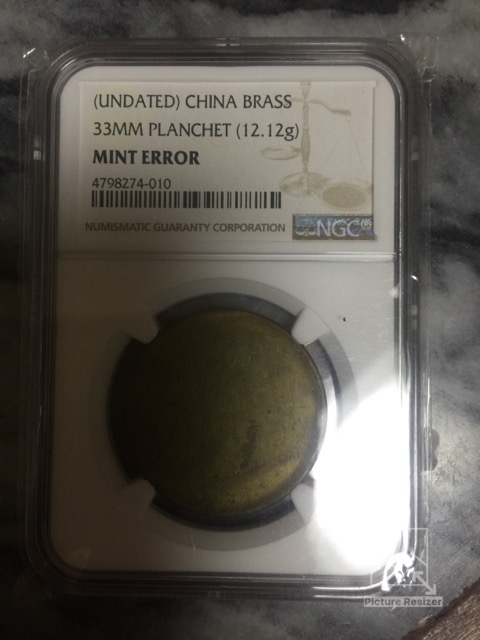 (UNDATED) CHINA BRASS
33MM PLANCHET (12.12g)
MINT ERROR
4798274-010
NUMISMATIC GUARANTY CORPORATION
NGC
Picture Resizer